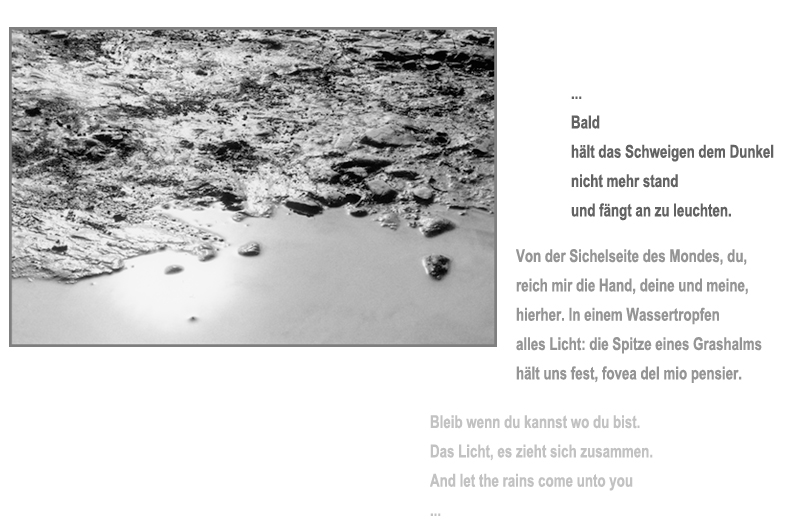 ...
Bald
hält das Schweigen dem Dunkel
nicht mehr stand
und fängt an zu leuchten.
Von der Sichelseite des Mondes, du,
reich mir die Hand, deine und meine,
hierher. In einem Wassertropfen
alles Licht: die Spitze eines Grashalms
hält uns fest, fovea del mio pensier.
Bleib wenn du kannst wo du bist.
Das Licht, es zieht sich zusammen.
And let the rains come unto you
...